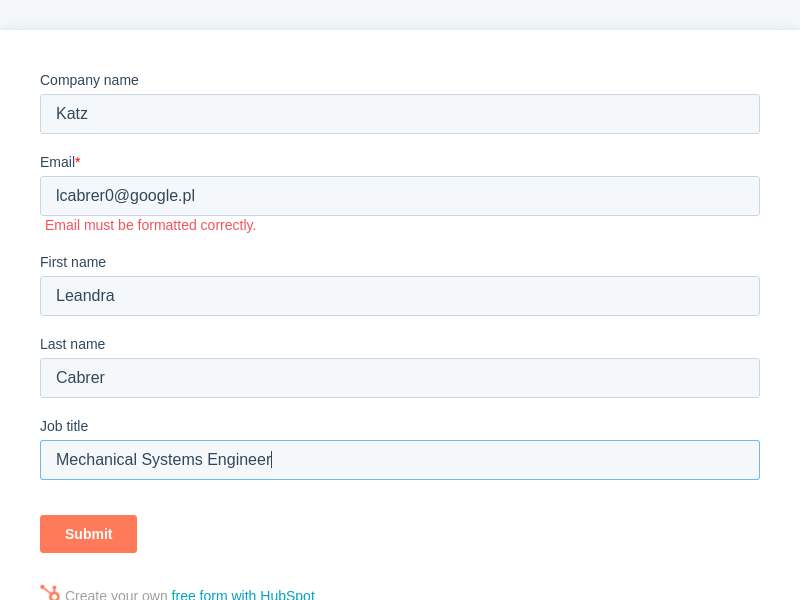 Company name
Katz
Email*
lcabrer0@google.pl
Email must be formatted correctly.
First name
Leandra
Last name
Cabrer
Job title
Mechanical Systems Engineer
Submit
Create your own free form with HubSpot